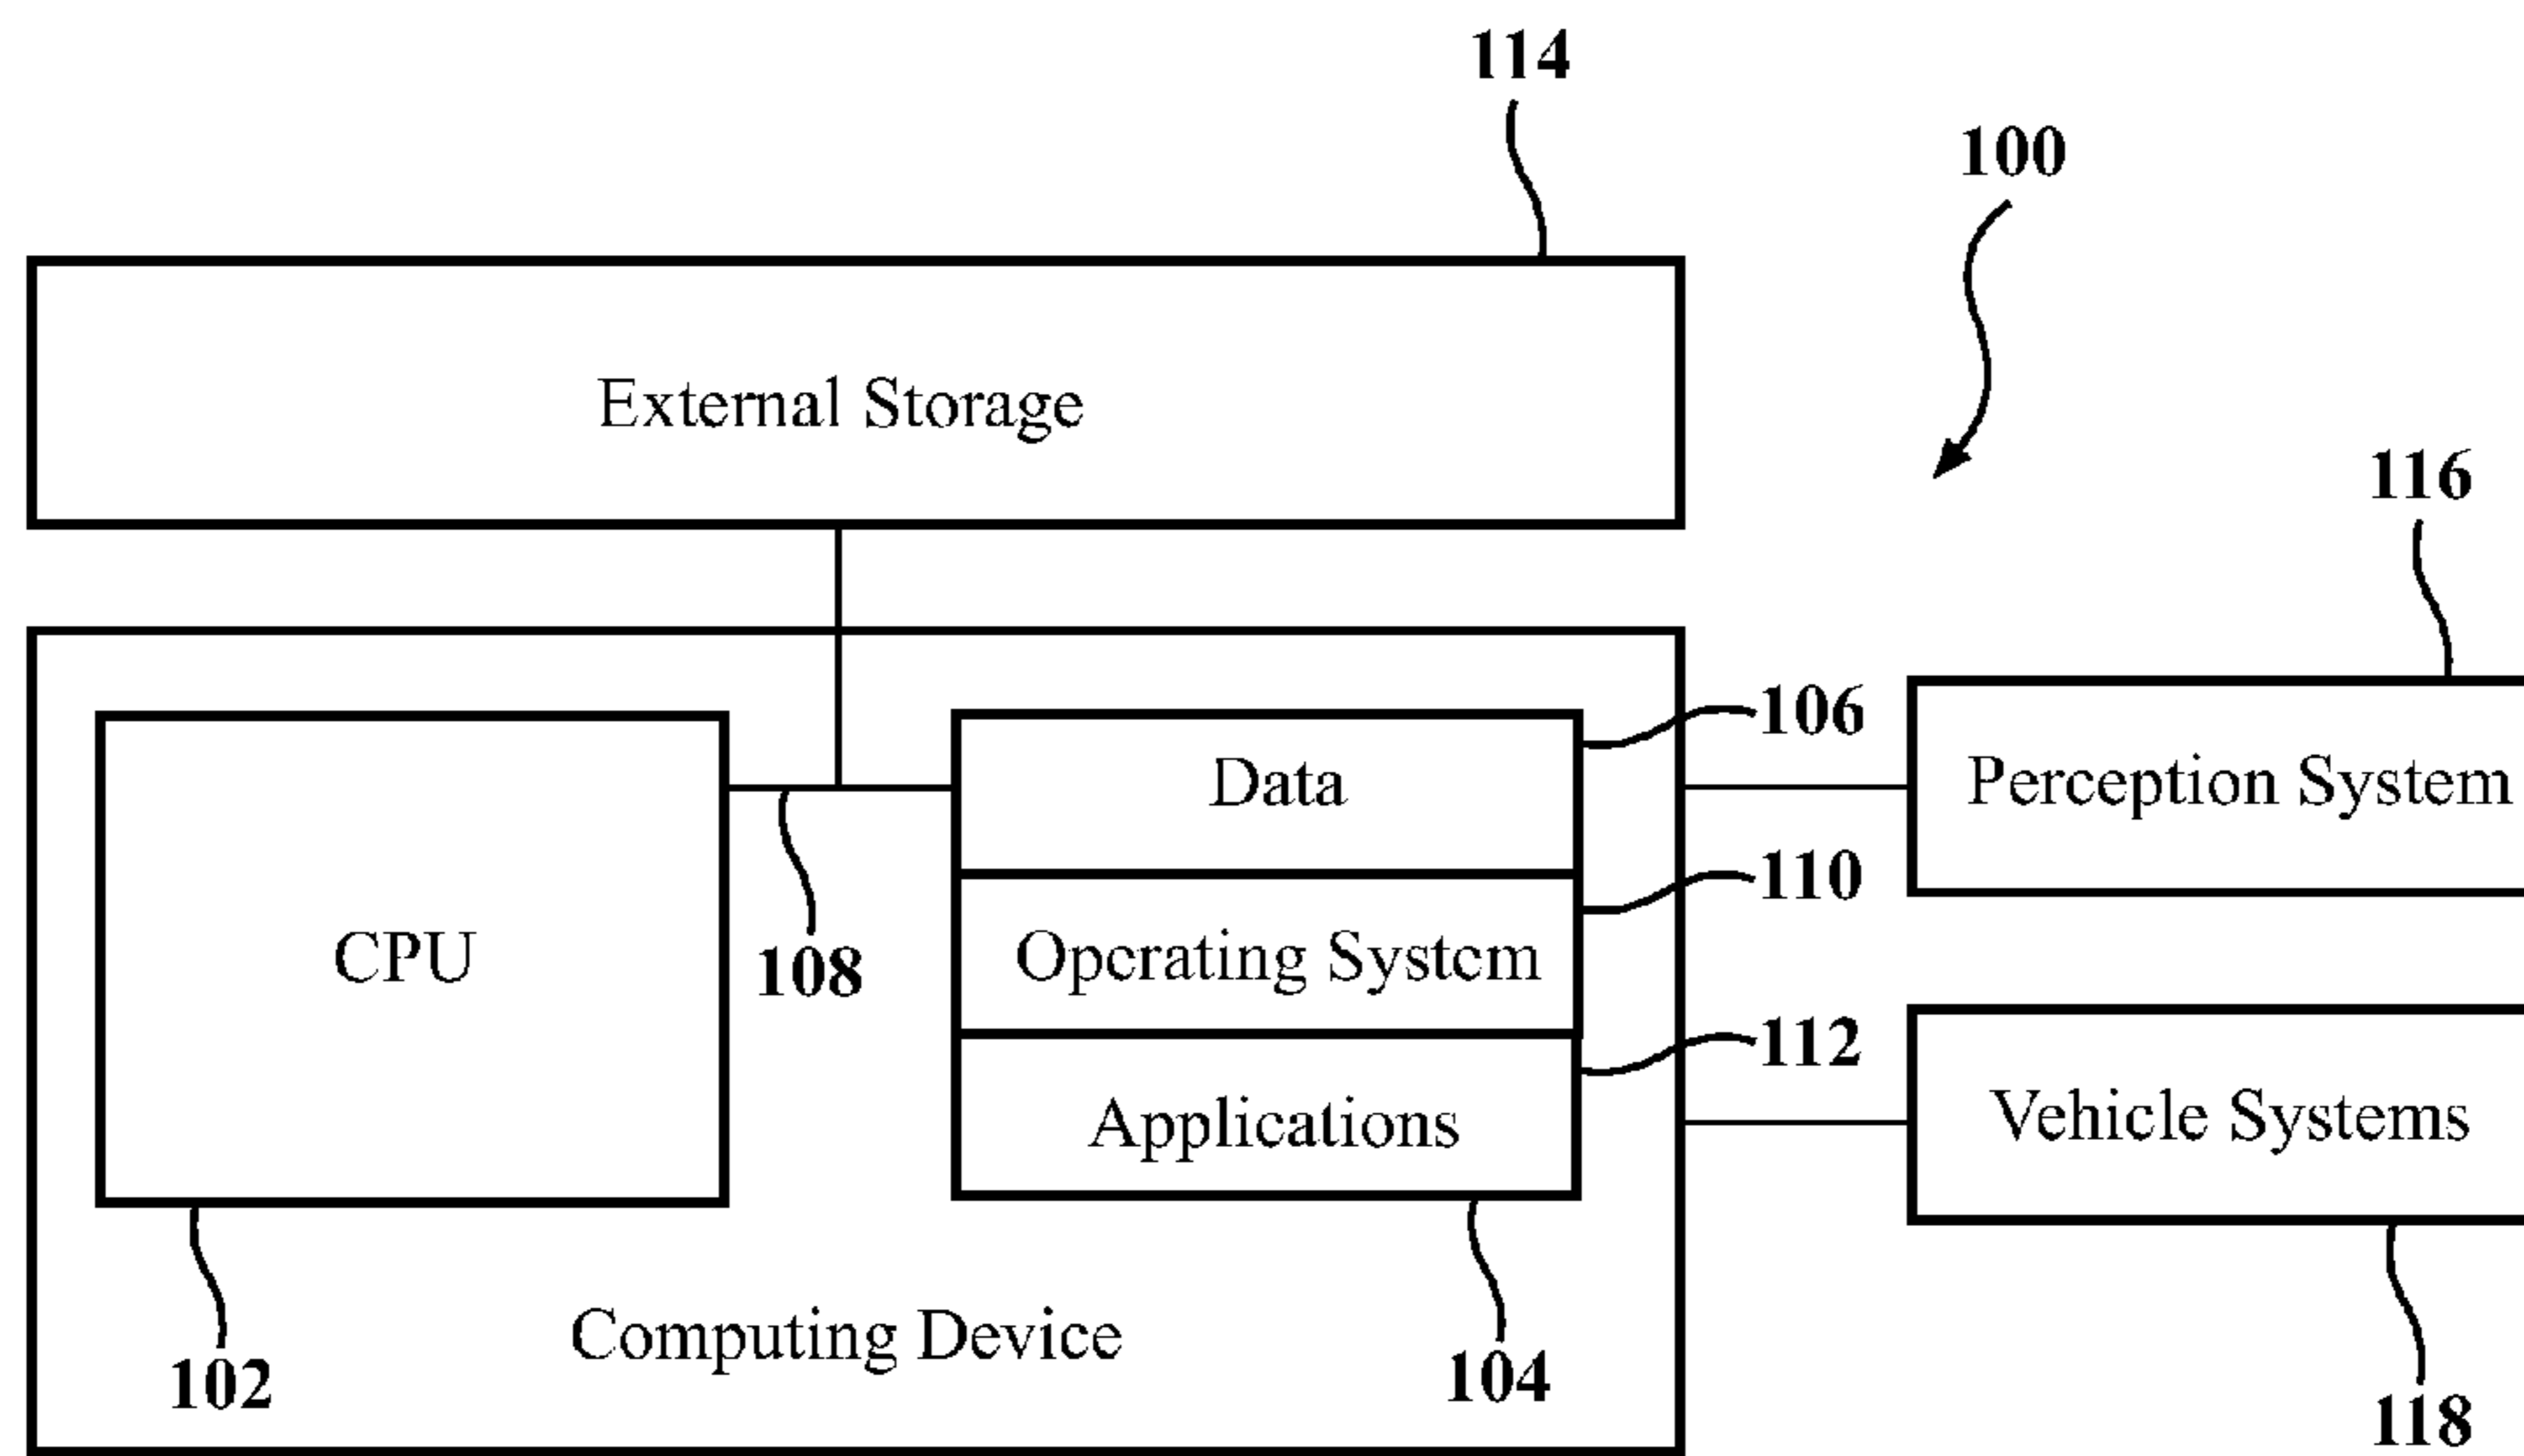 114
100
External Storage
116
106
Data
Perception System
110
CPU
Operating System
108
112
Applications
Vehicle Systems
Computing Device
102
104
118